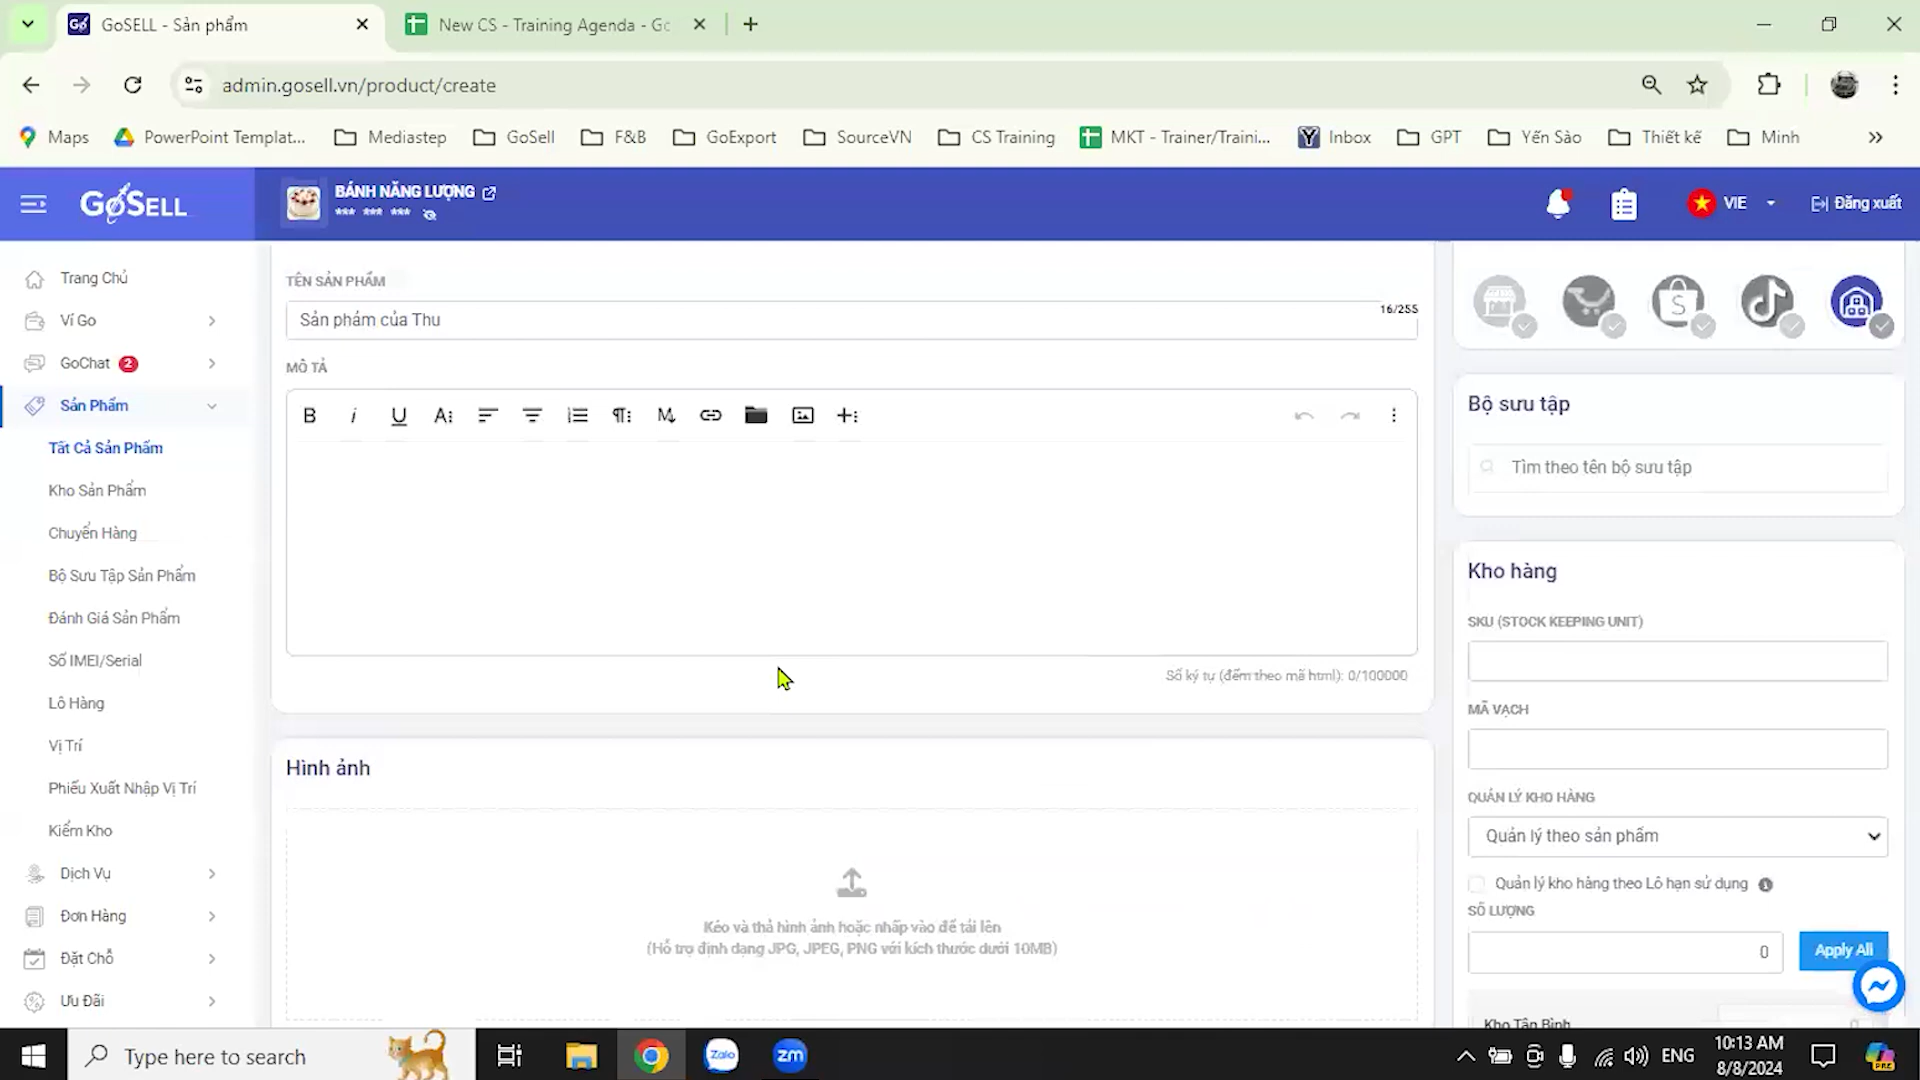 GoSELL - Sản phẩm
New CS - Training Agenda - Go
admin.gosell.vn/product/create
Maps
PowerPoint Templat...
Mediastep
GoSell
F&B
GoExport
SourceVN
CS Training
MKT - Trainer/Traini...
Inbox
GPT
Yến Sào
Thiết kế
Minh
GoSELL
BÁNH NĂNG LƯỢNG
*** *** ***
VIE
Đăng xuất
Trang Chủ
Ví Go
GoChat 2
Sản Phẩm
Tất Cả Sản Phẩm
Kho Sản Phẩm
Chuyển Hàng
Bộ Sưu Tập Sản Phẩm
Đánh Giá Sản Phẩm
Số IMEI/Serial
Lô Hàng
Vị Trí
Phiếu Xuất Nhập Vị Trí
Kiểm Kho
Dịch Vụ
Đơn Hàng
Đặt Chỗ
Ưu Đãi
TÊN SẢN PHẨM
Sản phảm của Thu
16/255
MÔ TẢ
Số ký tự (đếm theo mã html): 0/100000
Hình ảnh
Kéo và thả hình ảnh hoặc nhấp vào để tải lên
(Hỗ trợ định dạng JPG, JPEG, PNG với kích thước dưới 10MB)
Bộ sưu tập
Tìm theo tên bộ sưu tập
Kho hàng
SKU (STOCK KEEPING UNIT)
MÃ VẠCH
QUẢN LÝ KHO HÀNG
Quản lý theo sản phẩm
Quản lý kho hàng theo Lô hạn sử dụng
SỐ LƯỢNG
0
Apply All
Kho Tân Bình
Type here to search
Zalo
zm
ENG
10:13 AM
8/8/2024